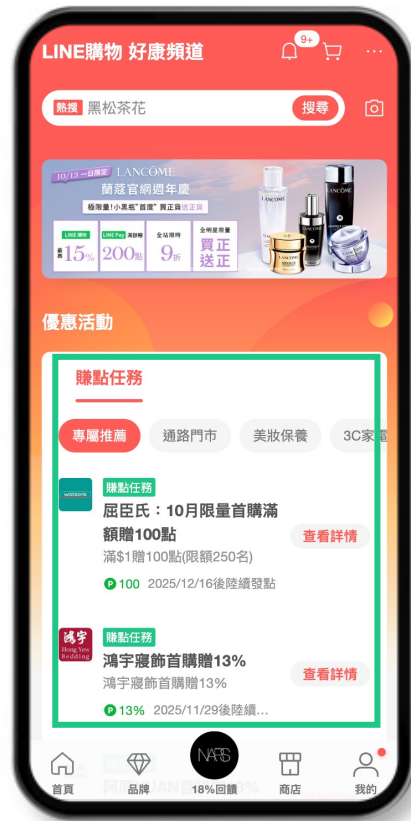 LINE購物 好康頻道
9+
熱搜 黑松茶花
搜尋
10/13 一日限定 LANCÔME
蘭蔻官網週年慶
極限量!小黑瓶"首度" 買正貨送正貨
LINE 購物
最高15%
LINE Pay 滿額贈
200點
全站限時
9折
全明星限量
買正送正
優惠活動
賺點任務
專屬推薦 通路門市 美妝保養 3C家電
watsons
賺點任務
屈臣氏:10月限量首購滿
額贈100點
滿$1贈100點(限額250名)
P 100 2025/12/16後陸續發點
查看詳情
鴻宇
Hong Yew
Bedding
賺點任務
鴻宇寢飾首購贈13%
鴻宇寢飾首購贈13%
P 13% 2025/11/29後陸續...
查看詳情
NARS
首頁 品牌 18%回饋 商店 我的